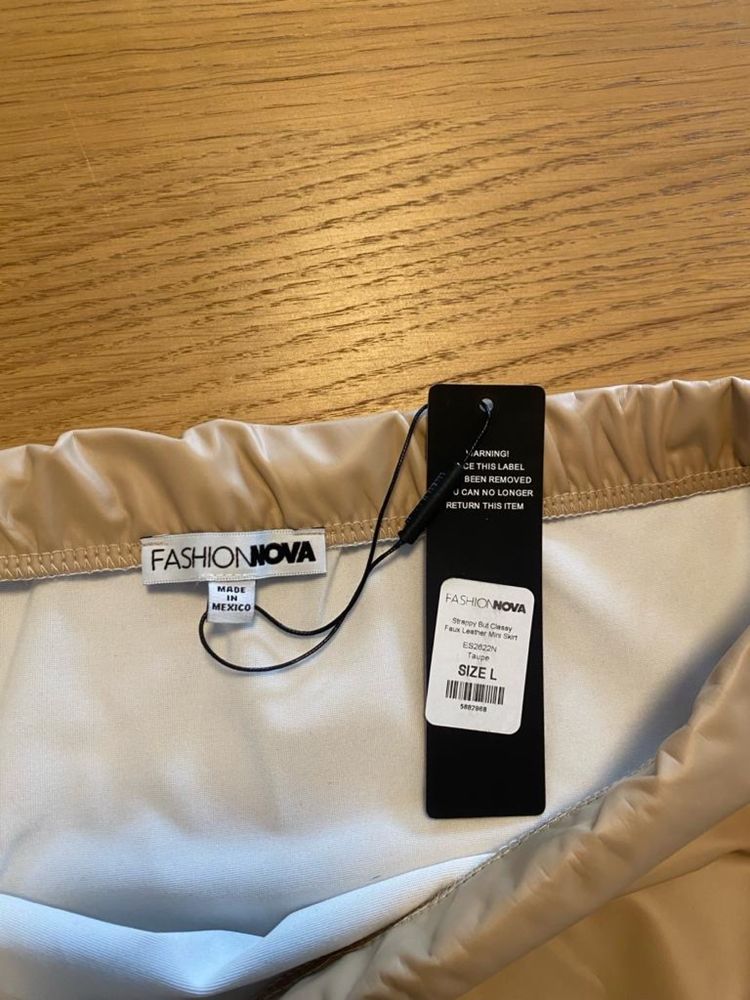 WARNING!
CE THIS LABEL
BEEN REMOVED
U CAN NO LONGER
RETURN THIS ITEM
FASHIONNOVA
MADE
IN
MEXICO
FASHIONNOVA
Strappy But Classy
Faux Leather Mini Skirt
ES2622N
Taupe
SIZE L
5882968